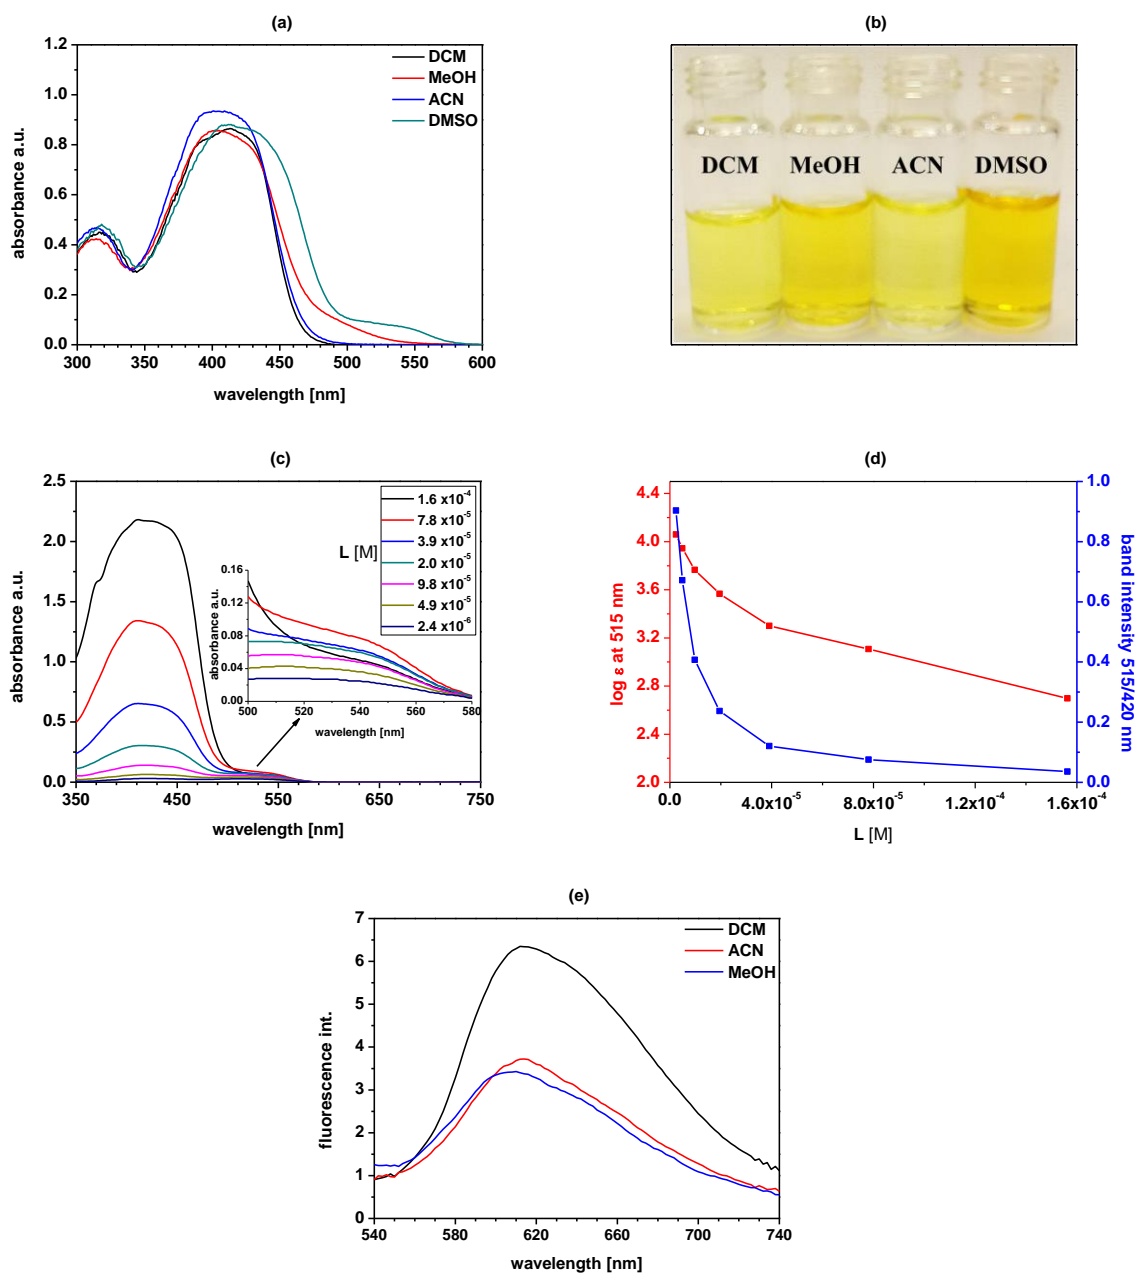 (a)
1.2
1.0
0.8
0.6
0.4
0.2
0.0
absorbance a.u.
DCM
MeOH
ACN
DMSO
300 350 400 450 500 550 600
wavelength [nm]
(b)
DCM MeOH ACN DMSO
(c)
2.5
2.0
1.5
1.0
0.5
0.0
absorbance a.u.
L [M]
1.6 x10⁻⁴
7.8 x10⁻⁵
3.9 x10⁻⁵
2.0 x10⁻⁵
9.8 x10⁻⁵
4.9 x10⁻⁵
2.4 x10⁻⁶
0.16
0.12
0.08
0.04
0.00
absorbance a.u.
500 520 540 560 580
wavelength [nm]
350 450 550 650 750
wavelength [nm]
(d)
4.4
4.0
3.6
3.2
2.8
2.4
2.0
log ε at 515 nm
1.0
0.8
0.6
0.4
0.2
0.0
band intensity 515/420 nm
0.0 4.0x10⁻⁵ 8.0x10⁻⁵ 1.2x10⁻⁴ 1.6x10⁻⁴
L [M]
(e)
7
6
5
4
3
2
1
0
fluorescence int.
DCM
ACN
MeOH
540 580 620 660 700 740
wavelength [nm]